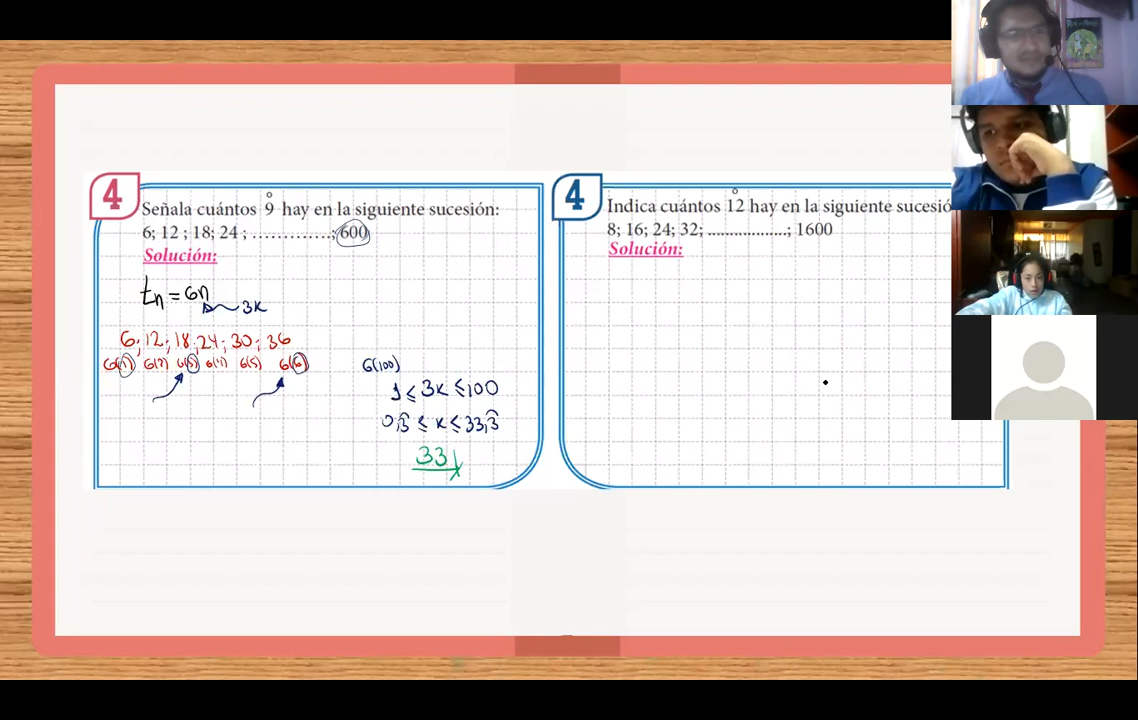 4
Señala cuántos 9̊ hay en la siguiente sucesión:
6; 12 ; 18; 24 ; ..............; 600
Solución:
tn = 6n
3k
6; 12; 18; 24; 30; 36
6(1) 6(2) 6(3) 6(4) 6(5) 6(6)
6(100)
1 ≤ 3k ≤ 100
0,3̂ ≤ k ≤ 33,3̂
33
4
Indica cuántos 12̊ hay en la siguiente sucesió
8; 16; 24; 32; ..................; 1600
Solución: